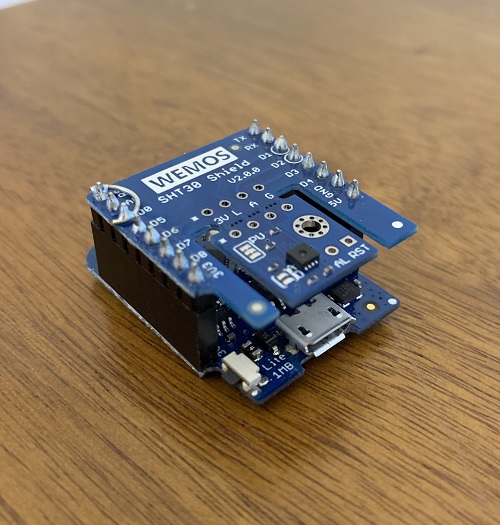 WEMOS
SHT30 Shield
V2.0.0
TX
RX
D1
D2
D3
D4
GND
5V
D0
D5
D6
D7
D8
3V3
3V L A G
PU
AL RST
Lite
1MB